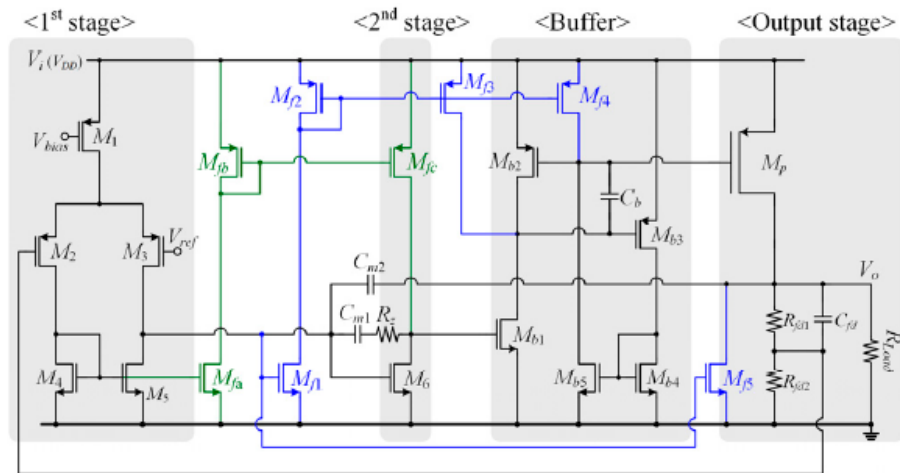 <1st stage>
<2nd stage>
<Buffer>
<Output stage>
Vi (VDD)
Mf2
Mf3
Mf4
Vbias
M1
Mfb
Mfc
Mb2
Mp
Cb
M2
M3
Vref
Mb3
Cm2
Vo
Cm1
Rz
Mb1
Rfd1
Cfd
RLoad
M4
M5
Mfa
Mf1
M6
Mb5
Mb4
Mf5
Rfd2